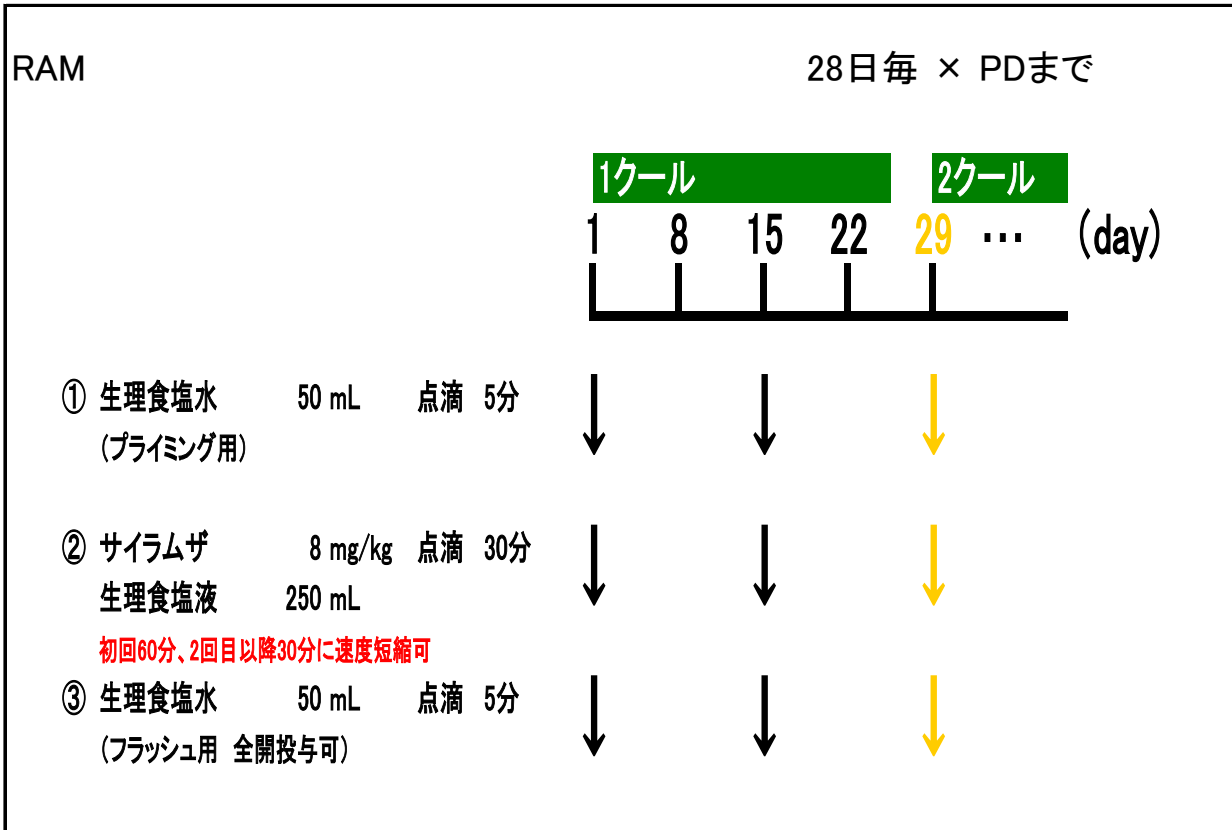 RAM 28日毎 × PDまで
1クール 2クール
1 8 15 22 29 … (day)
① 生理食塩水 50 mL 点滴 5分
(プライミング用)
② サイラムザ 8 mg/kg 点滴 30分
生理食塩液 250 mL
初回60分、2回目以降30分に速度短縮可
③ 生理食塩水 50 mL 点滴 5分
(フラッシュ用 全開投与可)